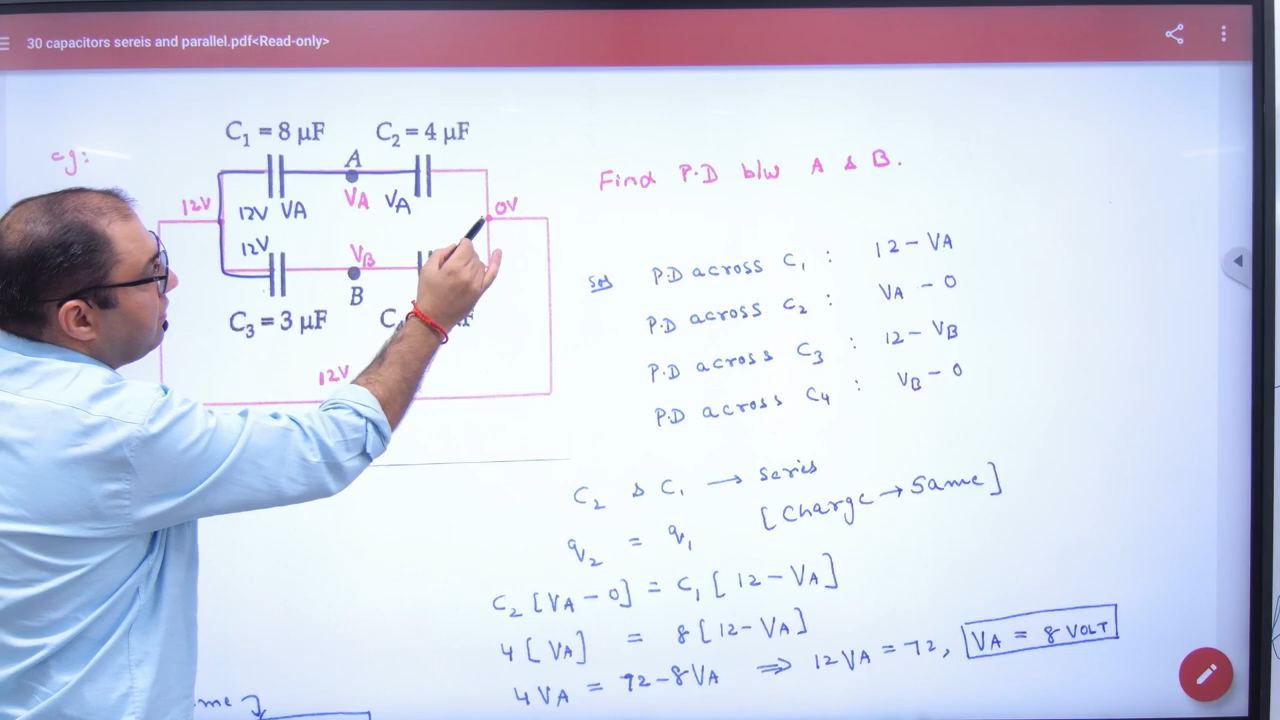 30 capacitors sereis and parallel.pdf<Read-only>
eg:
C₁ = 8 µF C₂ = 4 µF
A
12V 12V VA VA VA 0V
12V VB
B
C₃ = 3 µF C F
12V
Find P.D b/w A & B.
Sol P.D across C₁ : 12 - VA
P.D across C₂ : VA - 0
P.D across C₃ : 12 - VB
P.D across C₄ : VB - 0
C₂ & C₁ → series
q₂ = q₁ [Charge → Same]
C₂ [VA - 0] = C₁ [12 - VA]
4 [VA] = 8 [12 - VA]
4 VA = 92 - 8VA ⇒ 12 VA = 72, VA = 8 VOLT
me